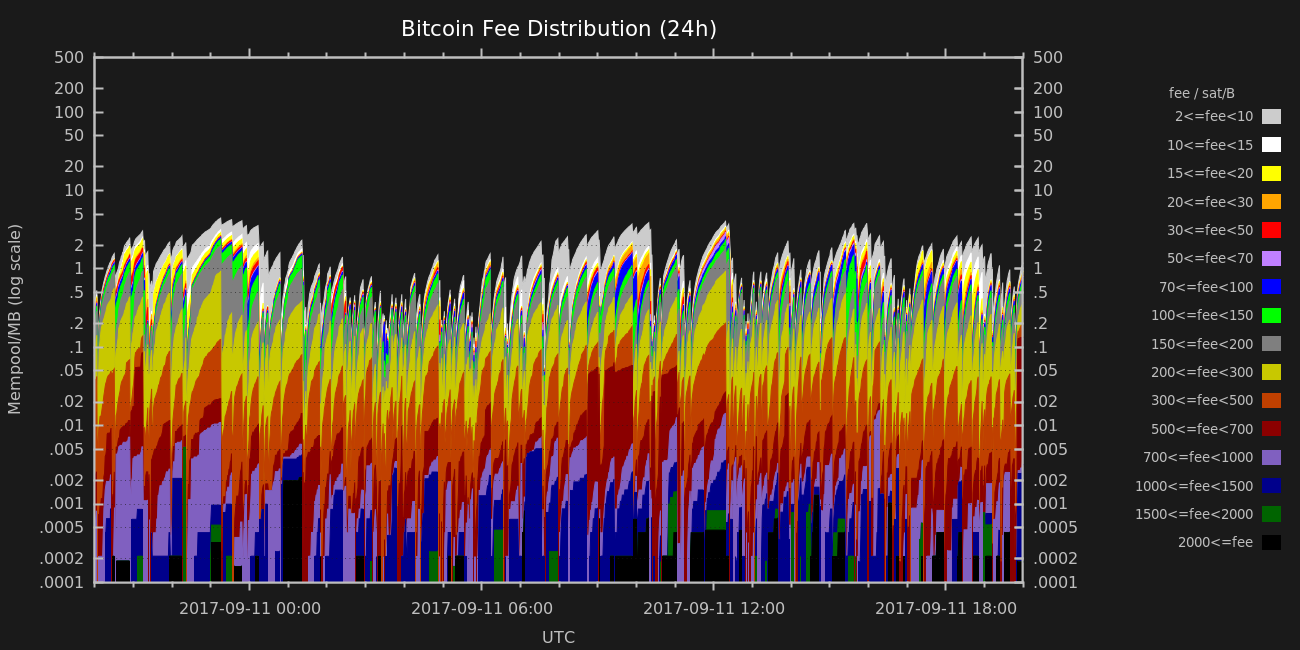 Bitcoin Fee Distribution (24h)
500
200
100
50
20
10
5
2
1
.5
.2
.1
.05
.02
.01
.005
.002
.001
.0005
.0002
.0001
Mempool/MB (log scale)
500
200
100
50
20
10
5
2
1
.5
.2
.1
.05
.02
.01
.005
.002
.001
.0005
.0002
.0001
2017-09-11 00:00
2017-09-11 06:00
2017-09-11 12:00
2017-09-11 18:00
UTC
fee / sat/B
2<=fee<10
10<=fee<15
15<=fee<20
20<=fee<30
30<=fee<50
50<=fee<70
70<=fee<100
100<=fee<150
150<=fee<200
200<=fee<300
300<=fee<500
500<=fee<700
700<=fee<1000
1000<=fee<1500
1500<=fee<2000
2000<=fee